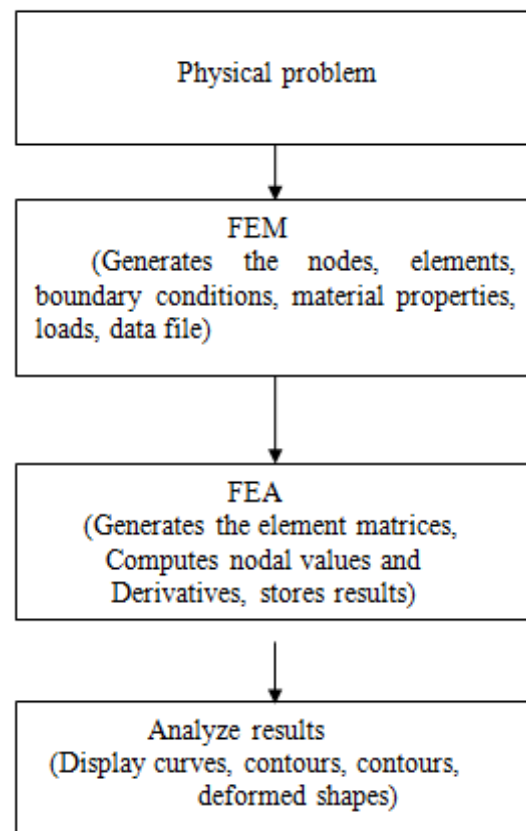 Physical problem
FEM
(Generates the nodes, elements,
boundary conditions, material properties,
loads, data file)
FEA
(Generates the element matrices,
Computes nodal values and
Derivatives, stores results)
Analyze results
(Display curves, contours, contours,
deformed shapes)